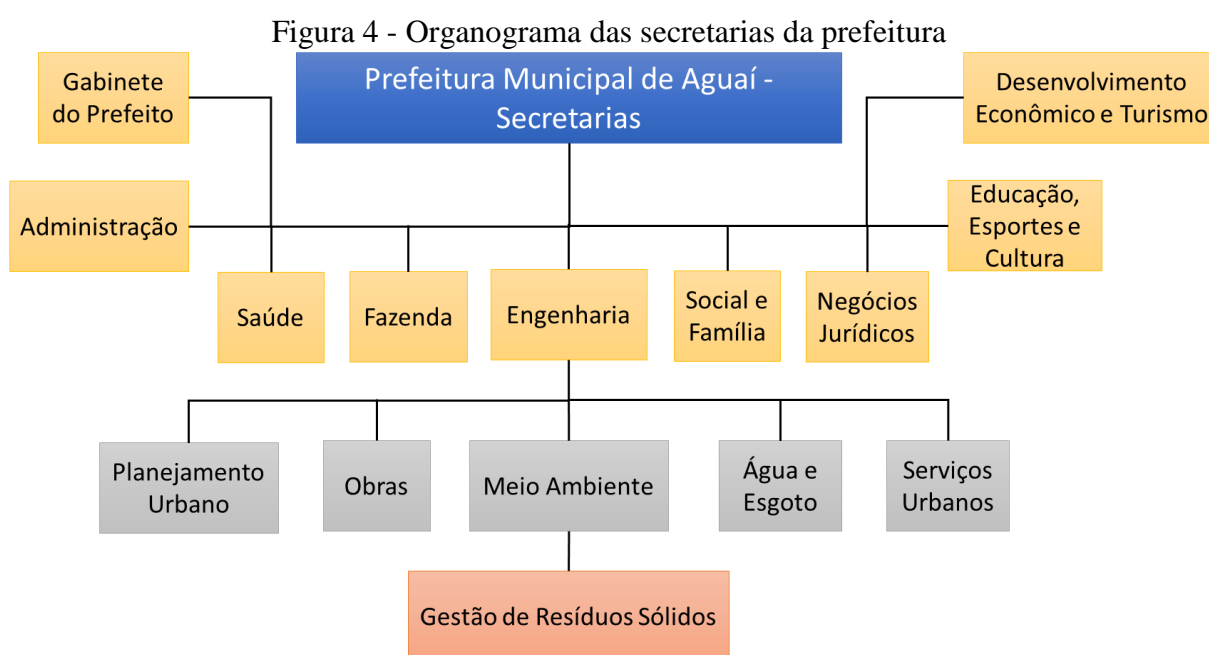 Figura 4 - Organograma das secretarias da prefeitura
Gabinete
do Prefeito
Prefeitura Municipal de Aguaí -
Secretarias
Desenvolvimento
Econômico e Turismo
Administração
Educação,
Esportes e
Cultura
Saúde
Fazenda
Engenharia
Social e
Família
Negócios
Jurídicos
Planejamento
Urbano
Obras
Meio Ambiente
Água e
Esgoto
Serviços
Urbanos
Gestão de Resíduos Sólidos